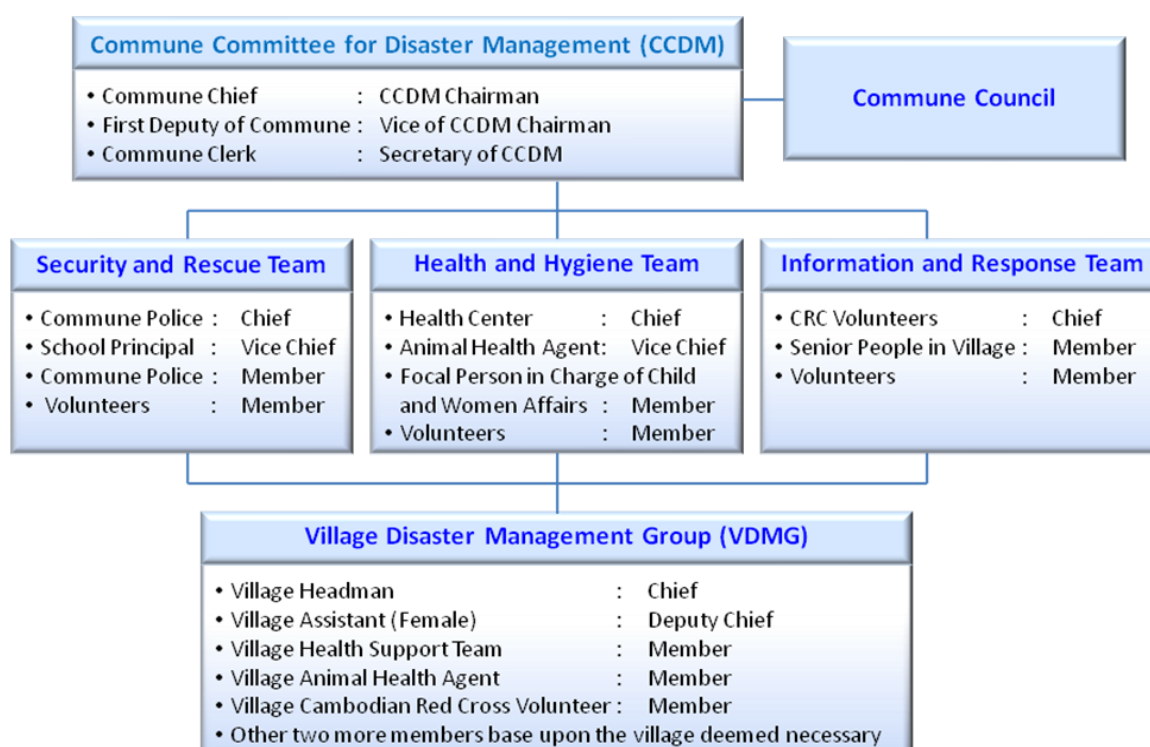 Commune Committee for Disaster Management (CCDM)
• Commune Chief : CCDM Chairman
• First Deputy of Commune : Vice of CCDM Chairman
• Commune Clerk : Secretary of CCDM
Commune Council
Security and Rescue Team
• Commune Police : Chief
• School Principal : Vice Chief
• Commune Police : Member
• Volunteers : Member
Health and Hygiene Team
• Health Center : Chief
• Animal Health Agent: Vice Chief
• Focal Person in Charge of Child
and Women Affairs : Member
• Volunteers : Member
Information and Response Team
• CRC Volunteers : Chief
• Senior People in Village : Member
• Volunteers : Member
Village Disaster Management Group (VDMG)
• Village Headman : Chief
• Village Assistant (Female) : Deputy Chief
• Village Health Support Team : Member
• Village Animal Health Agent : Member
• Village Cambodian Red Cross Volunteer : Member
• Other two more members base upon the village deemed necessary